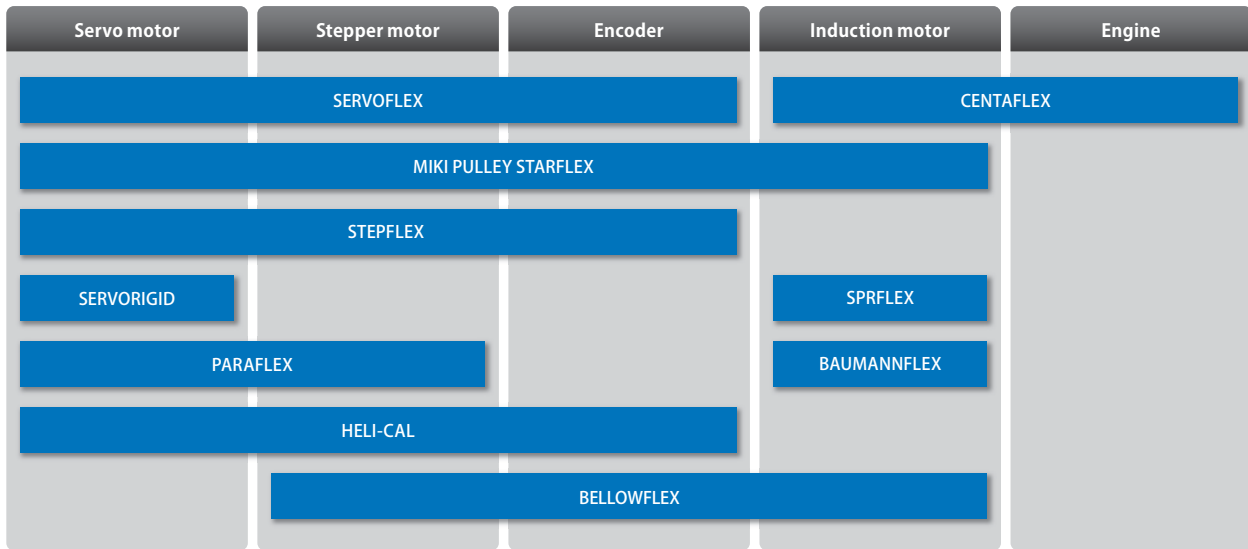 Servo motor
Stepper motor
Encoder
Induction motor
Engine
SERVOFLEX
CENTAFLEX
MIKI PULLEY STARFLEX
STEPFLEX
SERVORIGID
SPRFLEX
PARAFLEX
BAUMANNFLEX
HELI-CAL
BELLOWFLEX